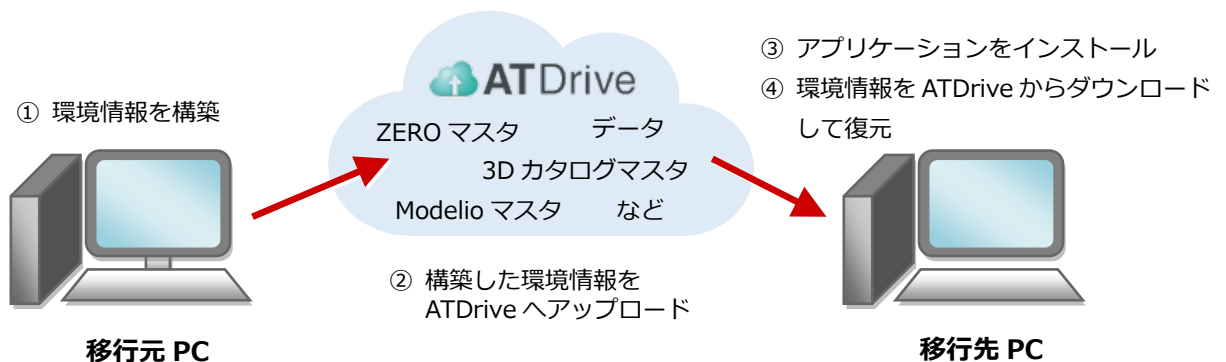 ① 環境情報を構築
ATDrive
ZERO マスタ データ
3D カタログマスタ
Modelio マスタ など
② 構築した環境情報を
ATDrive へアップロード
③ アプリケーションをインストール
④ 環境情報を ATDrive からダウンロード
して復元
移行元 PC
移行先 PC